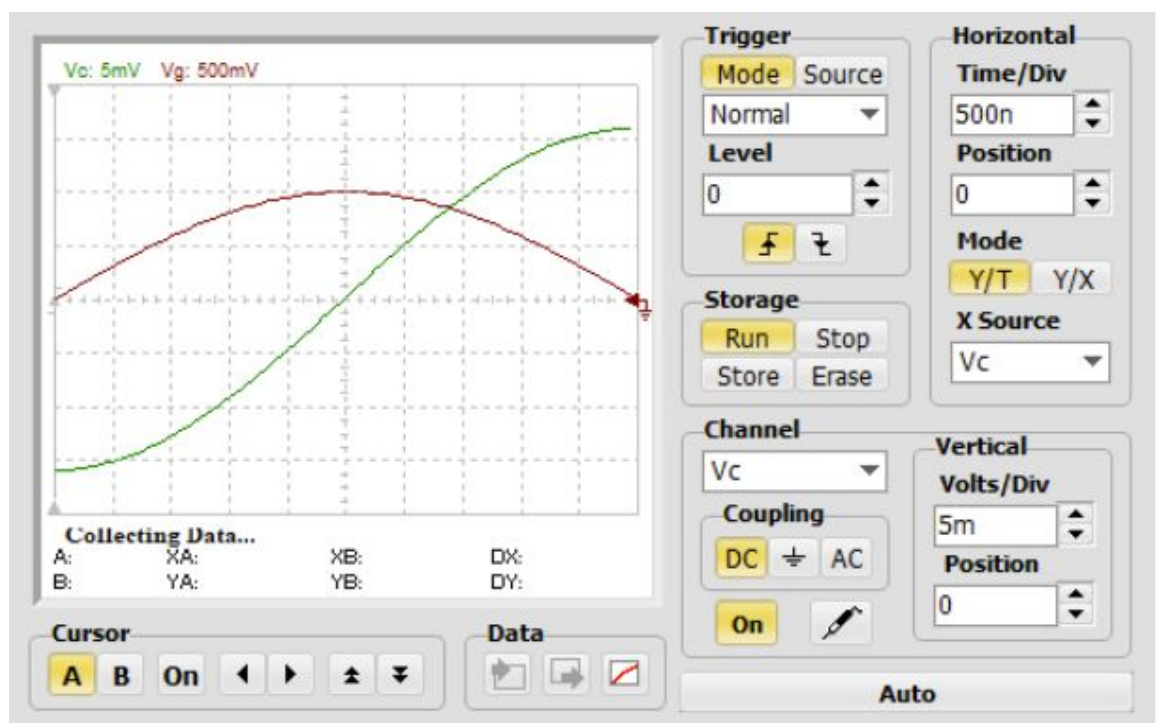 Vc: 5mV Vg: 500mV
Collecting Data...
A: XA: XB: DX:
B: YA: YB: DY:
Cursor
A B On
Data
Trigger
Mode Source
Normal
Level
0
Storage
Run Stop
Store Erase
Horizontal
Time/Div
500n
Position
0
Mode
Y/T Y/X
X Source
Vc
Channel
Vc
Coupling
DC AC
On
Vertical
Volts/Div
5m
Position
0
Auto